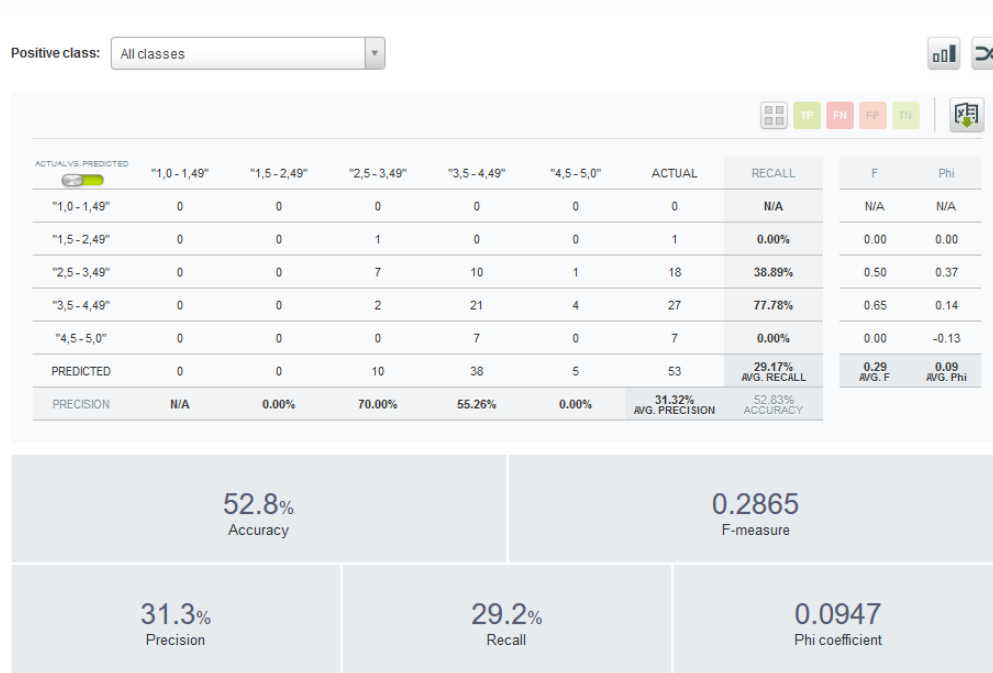 Positive class: All classes
TP FN FP TN
ACTUAL VS. PREDICTED "1,0 - 1,49" "1,5 - 2,49" "2,5 - 3,49" "3,5 - 4,49" "4,5 - 5,0" ACTUAL RECALL F Phi
"1,0 - 1,49" 0 0 0 0 0 0 N/A N/A N/A
"1,5 - 2,49" 0 0 1 0 0 1 0.00% 0.00 0.00
"2,5 - 3,49" 0 0 7 10 1 18 38.89% 0.50 0.37
"3,5 - 4,49" 0 0 2 21 4 27 77.78% 0.65 0.14
"4,5 - 5,0" 0 0 0 7 0 7 0.00% 0.00 -0.13
PREDICTED 0 0 10 38 5 53 29.17% 0.29 0.09
AVG. RECALL AVG. F AVG. Phi
PRECISION N/A 0.00% 70.00% 55.26% 0.00% 31.32% 52.83%
AVG. PRECISION ACCURACY
52.8% 0.2865
Accuracy F-measure
31.3% 29.2% 0.0947
Precision Recall Phi coefficient